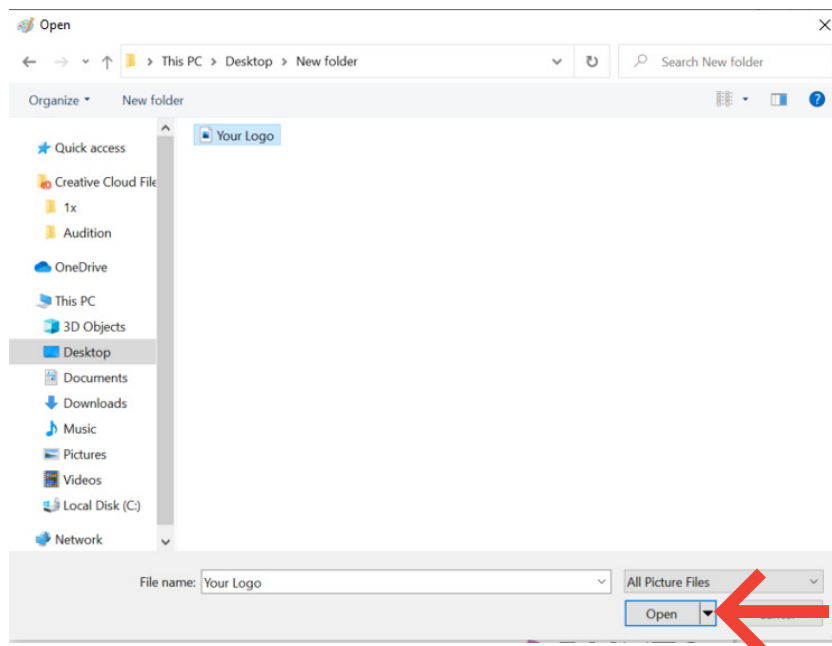 Open
This PC > Desktop > New folder
Search New folder
Organize
New folder
Your Logo
Quick access
Creative Cloud File
1x
Audition
OneDrive
This PC
3D Objects
Desktop
Documents
Downloads
Music
Pictures
Videos
Local Disk (C:)
Network
File name: Your Logo
All Picture Files
Open